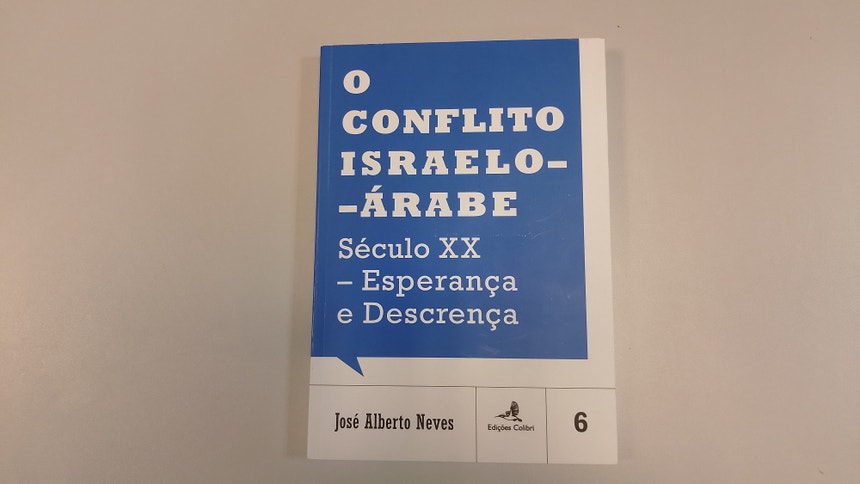 O
CONFLITO
ISRAELO-
-ÁRABE
Século XX
– Esperança
e Descrença
José Alberto Neves
Edições Colibri
6